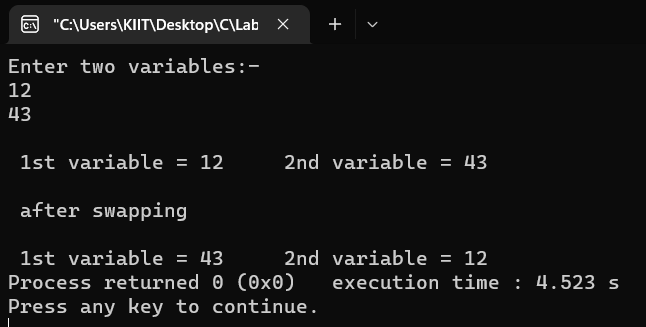 "C:\Users\KIIT\Desktop\C\Lab
Enter two variables:-
12
43
1st variable = 12     2nd variable = 43
after swapping
1st variable = 43     2nd variable = 12
Process returned 0 (0x0)   execution time : 4.523 s
Press any key to continue.